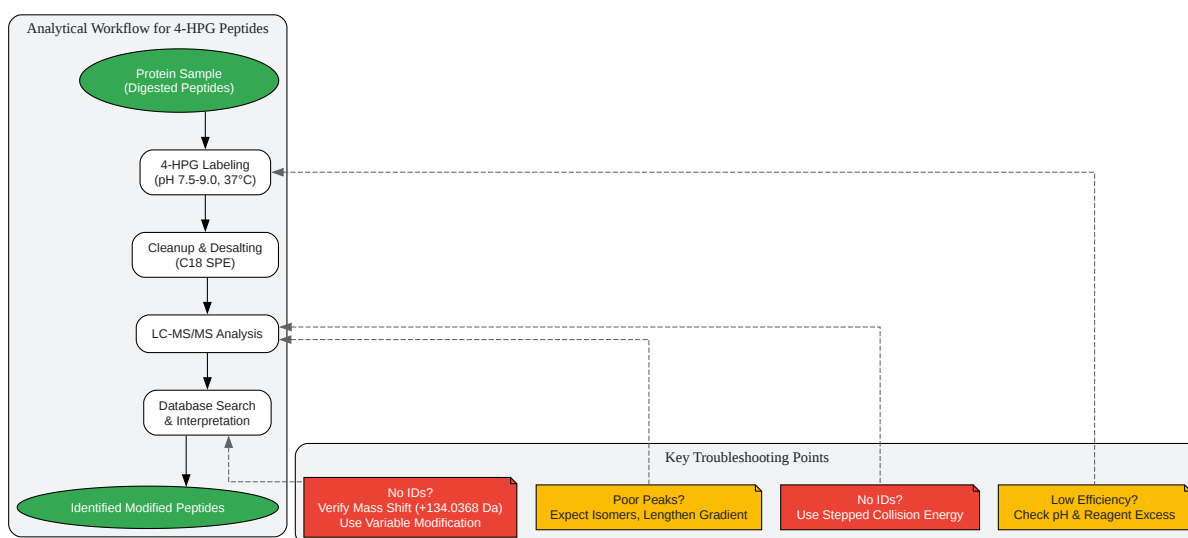 Analytical Workflow for 4-HPG Peptides
Protein Sample
(Digested Peptides)
4-HPG Labeling
(pH 7.5-9.0, 37°C)
Cleanup & Desalting
(C18 SPE)
LC-MS/MS Analysis
Database Search
& Interpretation
Identified Modified Peptides
Key Troubleshooting Points
No IDs?
Verify Mass Shift (+134.0368 Da)
Use Variable Modification
Poor Peaks?
Expect Isomers, Lengthen Gradient
No IDs?
Use Stepped Collision Energy
Low Efficiency?
Check pH & Reagent Excess